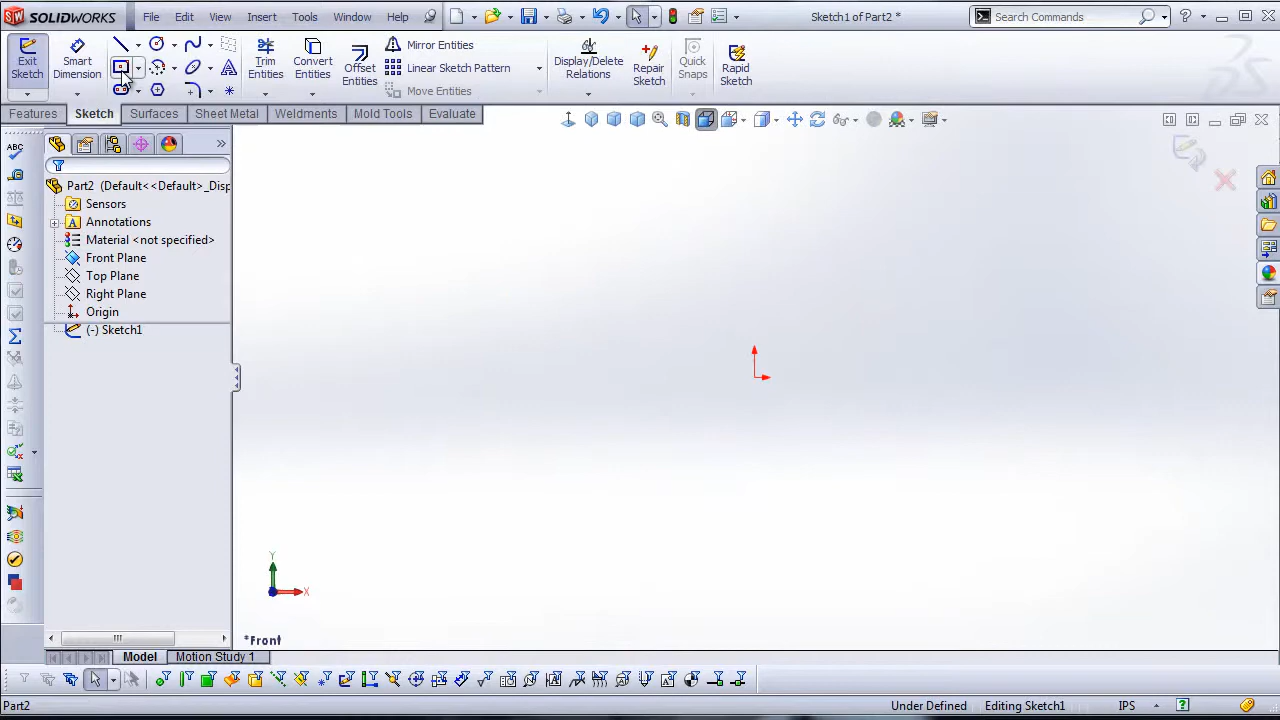 SOLIDWORKS File Edit View Insert Tools Window Help Sketch1 of Part2 * Search Commands
Exit Sketch
Smart Dimension
Trim Entities
Convert Entities
Offset Entities
Mirror Entities
Linear Sketch Pattern
Move Entities
Display/Delete Relations
Repair Sketch
Quick Snaps
Rapid Sketch
Features Sketch Surfaces Sheet Metal Weldments Mold Tools Evaluate
ABC
Part2 (Default<<Default>_Disp
Sensors
A Annotations
Material <not specified>
Front Plane
Top Plane
Right Plane
Origin
(-) Sketch1
Y
X
*Front
Model Motion Study 1
Part2 Under Defined Editing Sketch1 IPS